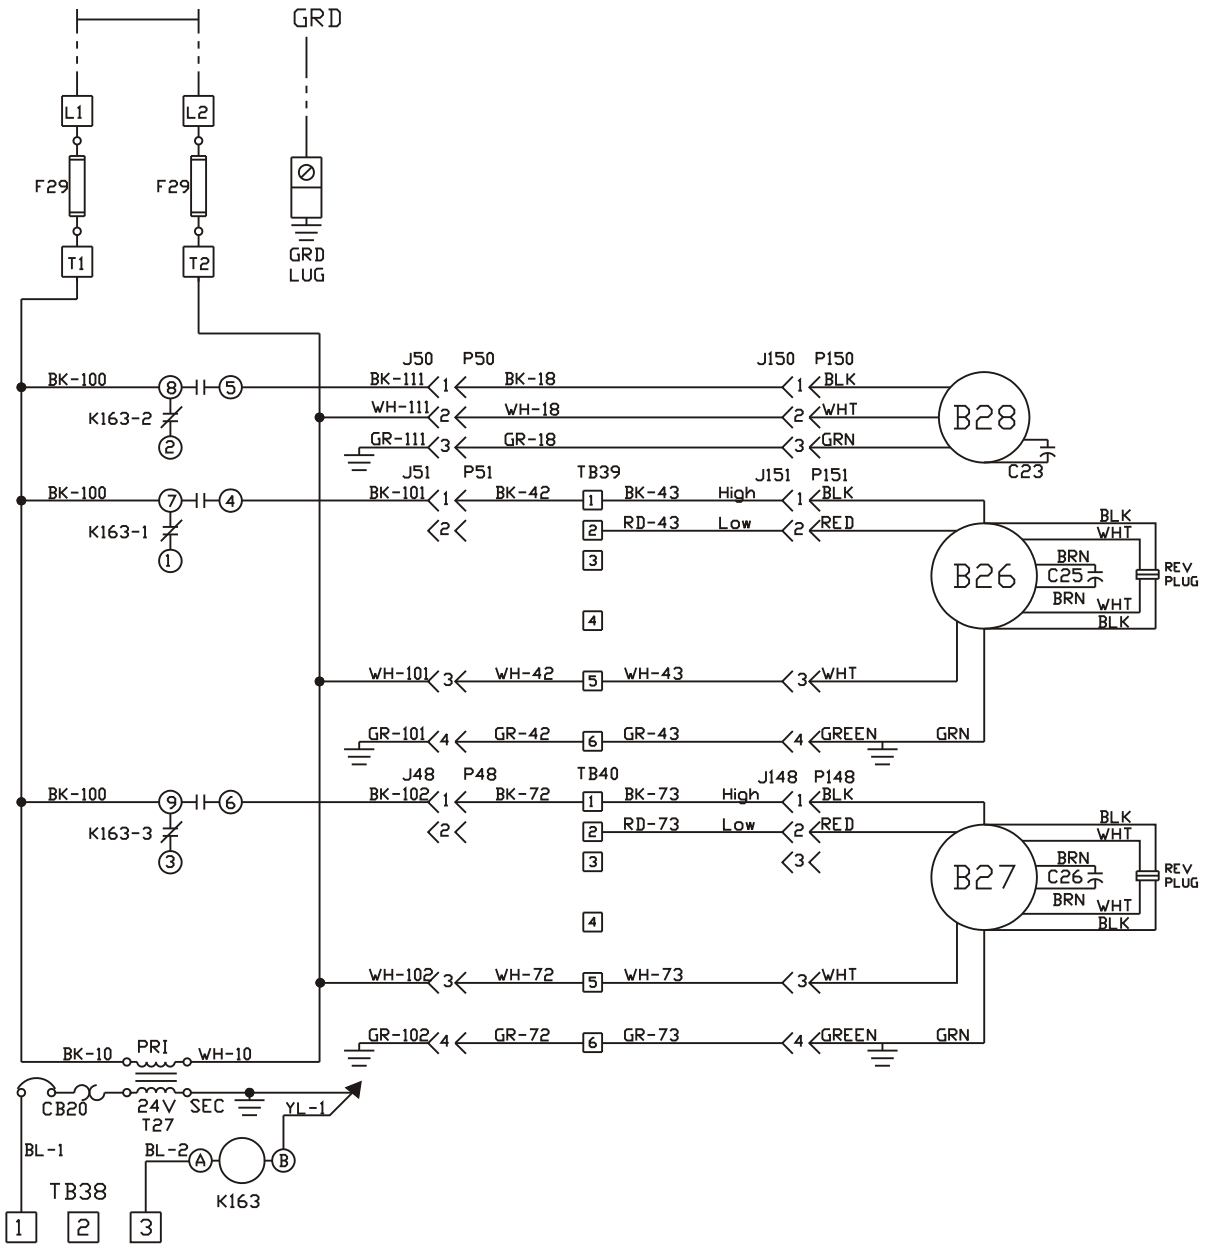 GRD
L1 L2
F29 F29
T1 T2
GRD
LUG
J50 P50 J150 P150
BK-100 8 5 BK-111 1 BK-18 1 BLK
K163-2 WH-111 2 WH-18 2 WHT B28
2 GR-111 3 GR-18 3 GRN
C23
J51 P51 TB39 J151 P151
BK-100 7 4 BK-101 1 BK-42 1 BK-43 High 1 BLK
K163-1 2 2 RD-43 Low 2 RED
BLK
WHT
1 3 BRN
B26 C25 REV
PLUG
BRN
WHT
4 BLK
WH-101 3 WH-42 5 WH-43 3 WHT
GR-101 4 GR-42 6 GR-43 4 GREEN GRN
J48 P48 TB40 J148 P148
BK-100 9 6 BK-102 1 BK-72 1 BK-73 High 1 BLK
K163-3 2 2 RD-73 Low 2 RED
BLK
WHT
3 3 3 BRN
B27 C26 REV
PLUG
BRN
WHT
4 BLK
WH-102 3 WH-72 5 WH-73 3 WHT
GR-102 4 GR-72 6 GR-73 4 GREEN GRN
PRI
BK-10 WH-10
CB20 24V SEC YL-1
T27
BL-1 BL-2 A B
K163
TB38
1 2 3